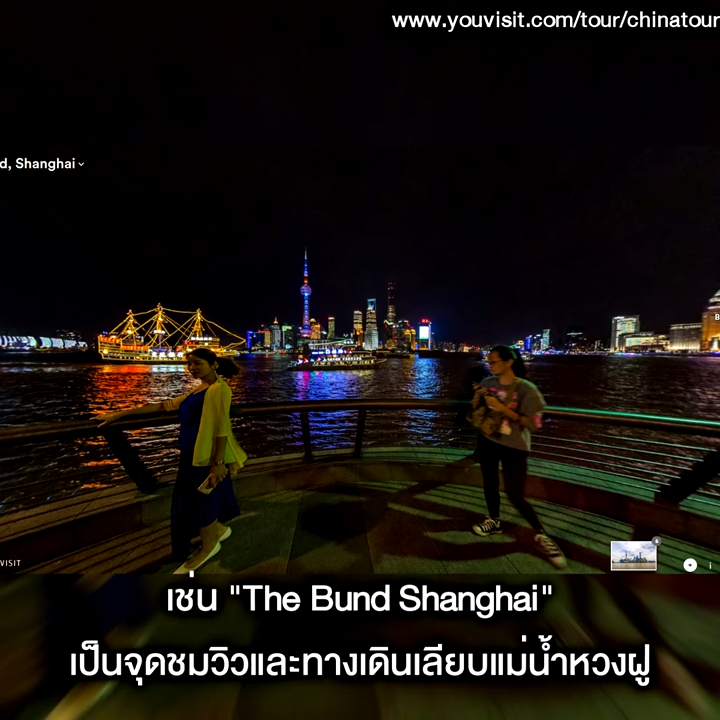 www.youvisit.com/tour/chinatour
d, Shanghai
VISIT
เช่น "The Bund Shanghai"
เป็นจุดชมวิวและทางเดินเลียบแม่น้ำหวงผู่